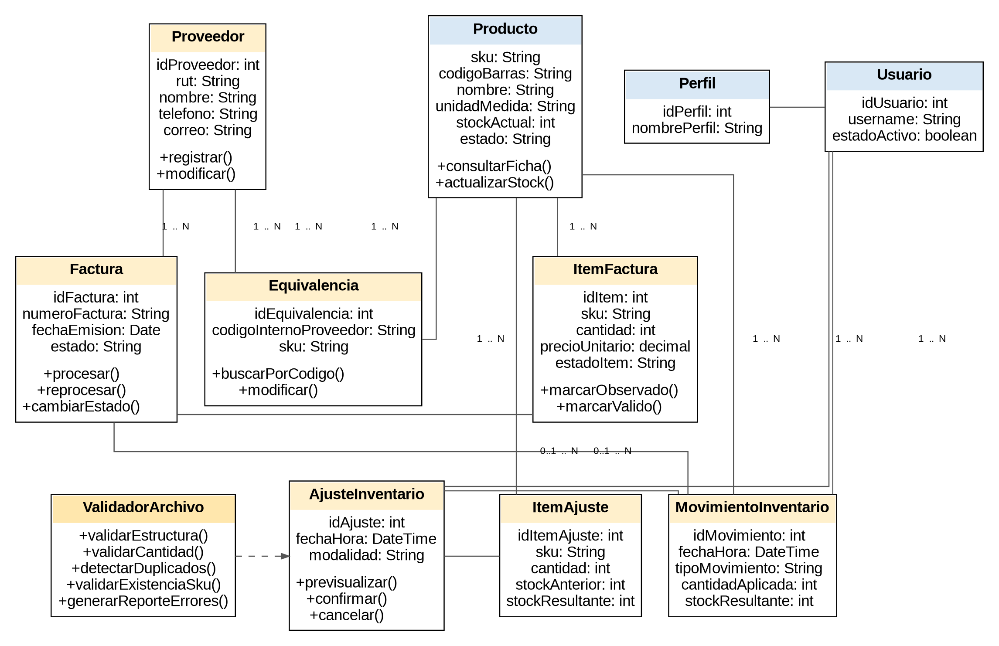 Proveedor
idProveedor: int
rut: String
nombre: String
telefono: String
correo: String
+registrar()
+modificar()
Producto
sku: String
codigoBarras: String
nombre: String
unidadMedida: String
stockActual: int
estado: String
+consultarFicha()
+actualizarStock()
Perfil
idPerfil: int
nombrePerfil: String
Usuario
idUsuario: int
username: String
estadoActivo: boolean
1 .. N
1 .. N
1 .. N
1 .. N
1 .. N
Factura
idFactura: int
numeroFactura: String
fechaEmision: Date
estado: String
+procesar()
+reprocesar()
+cambiarEstado()
Equivalencia
idEquivalencia: int
codigoInternoProveedor: String
sku: String
+buscarPorCodigo()
+modificar()
1 .. N
ItemFactura
idItem: int
sku: String
cantidad: int
precioUnitario: decimal
estadoItem: String
+marcarObservado()
+marcarValido()
1 .. N
1 .. N
1 .. N
0..1 .. N
0..1 .. N
ValidadorArchivo
+validarEstructura()
+validarCantidad()
+detectarDuplicados()
+validarExistenciaSku()
+generarReporteErrores()
AjusteInventario
idAjuste: int
fechaHora: DateTime
modalidad: String
+previsualizar()
+confirmar()
+cancelar()
ItemAjuste
idItemAjuste: int
sku: String
cantidad: int
stockAnterior: int
stockResultante: int
MovimientoInventario
idMovimiento: int
fechaHora: DateTime
tipoMovimiento: String
cantidadAplicada: int
stockResultante: int